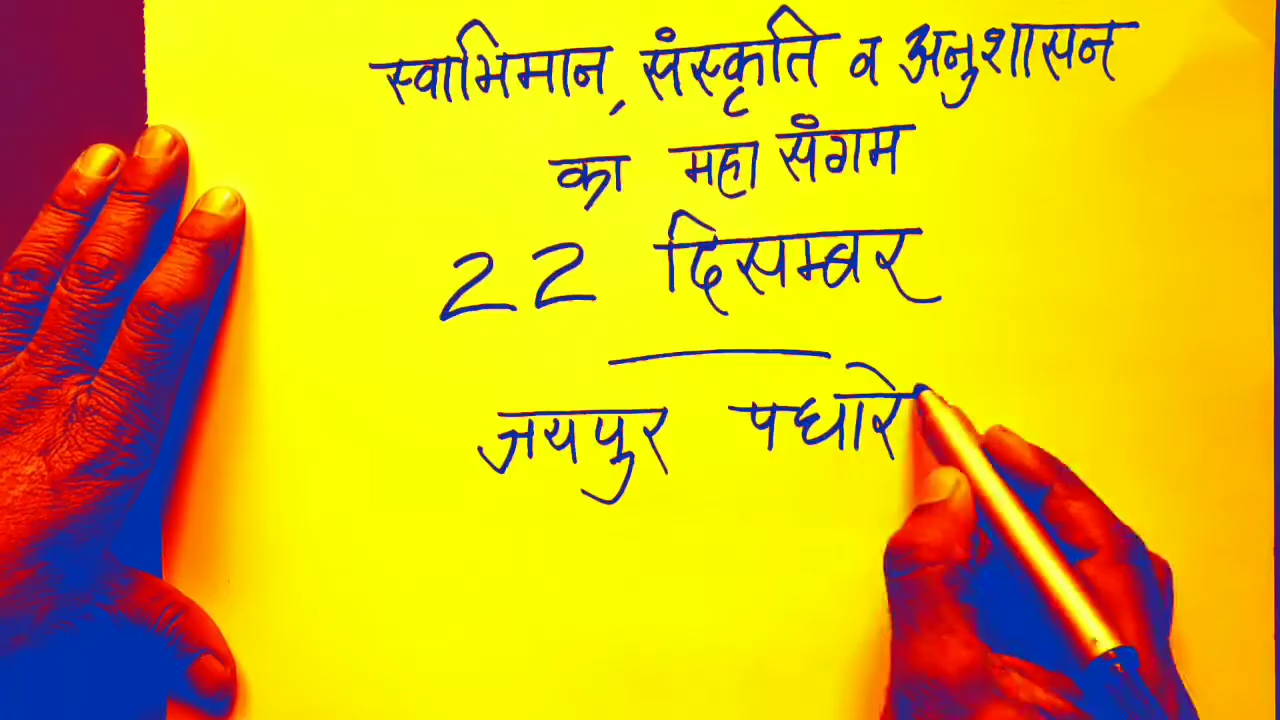 स्वाभिमान, संस्कृति व अनुशासन
का महा संगम
22 दिसम्बर
जयपुर पधारे